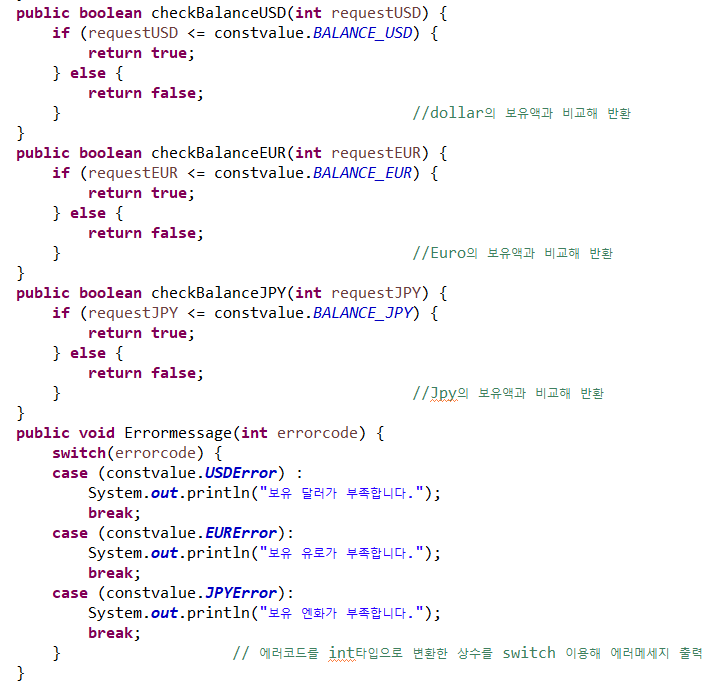 public boolean checkBalanceUSD(int requestUSD) {
    if (requestUSD <= constvalue.BALANCE_USD) {
        return true;
    } else {
        return false;
    }                                       //dollar의 보유액과 비교해 반환
}
public boolean checkBalanceEUR(int requestEUR) {
    if (requestEUR <= constvalue.BALANCE_EUR) {
        return true;
    } else {
        return false;
    }                                       //Euro의 보유액과 비교해 반환
}
public boolean checkBalanceJPY(int requestJPY) {
    if (requestJPY <= constvalue.BALANCE_JPY) {
        return true;
    } else {
        return false;
    }                                       //Jpy의 보유액과 비교해 반환
}
public void Errormessage(int errorcode) {
    switch(errorcode) {
    case (constvalue.USDError) :
        System.out.println("보유 달러가 부족합니다.");
        break;
    case (constvalue.EURError):
        System.out.println("보유 유로가 부족합니다.");
        break;
    case (constvalue.JPYError):
        System.out.println("보유 엔화가 부족합니다.");
        break;
    }                   // 에러코드를 int타입으로 변환한 상수를 switch 이용해 에러메세지 출력
}